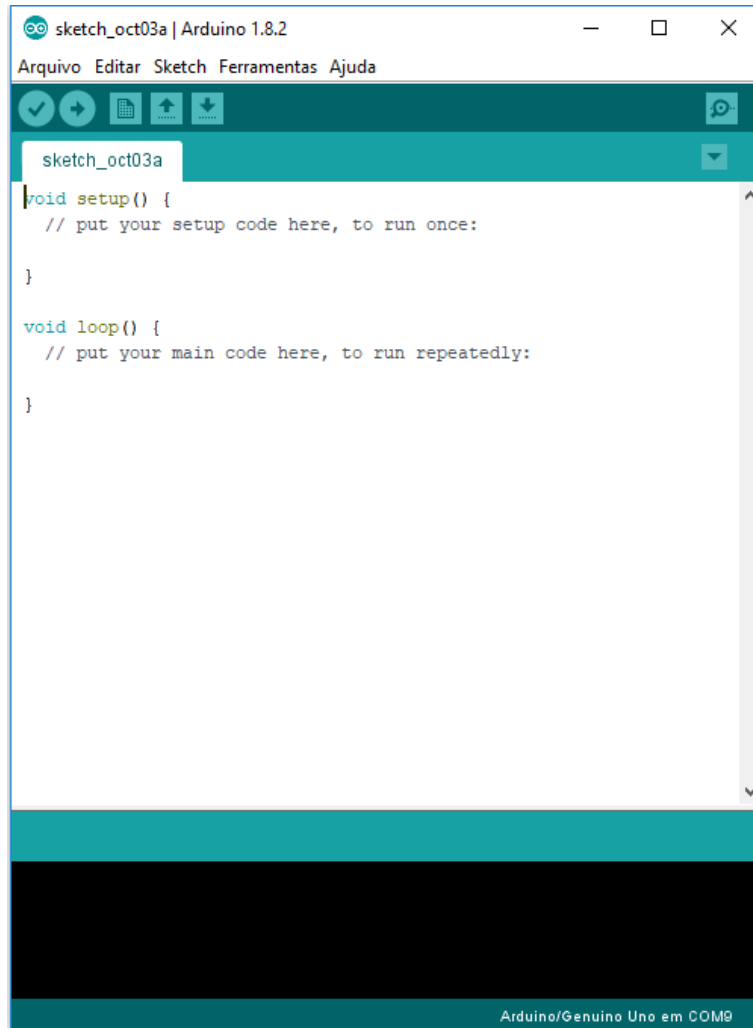 sketch_oct03a | Arduino 1.8.2
Arquivo Editar Sketch Ferramentas Ajuda
sketch_oct03a
void setup() {
  // put your setup code here, to run once:
}
void loop() {
  // put your main code here, to run repeatedly:
}
Arduino/Genuino Uno em COM9